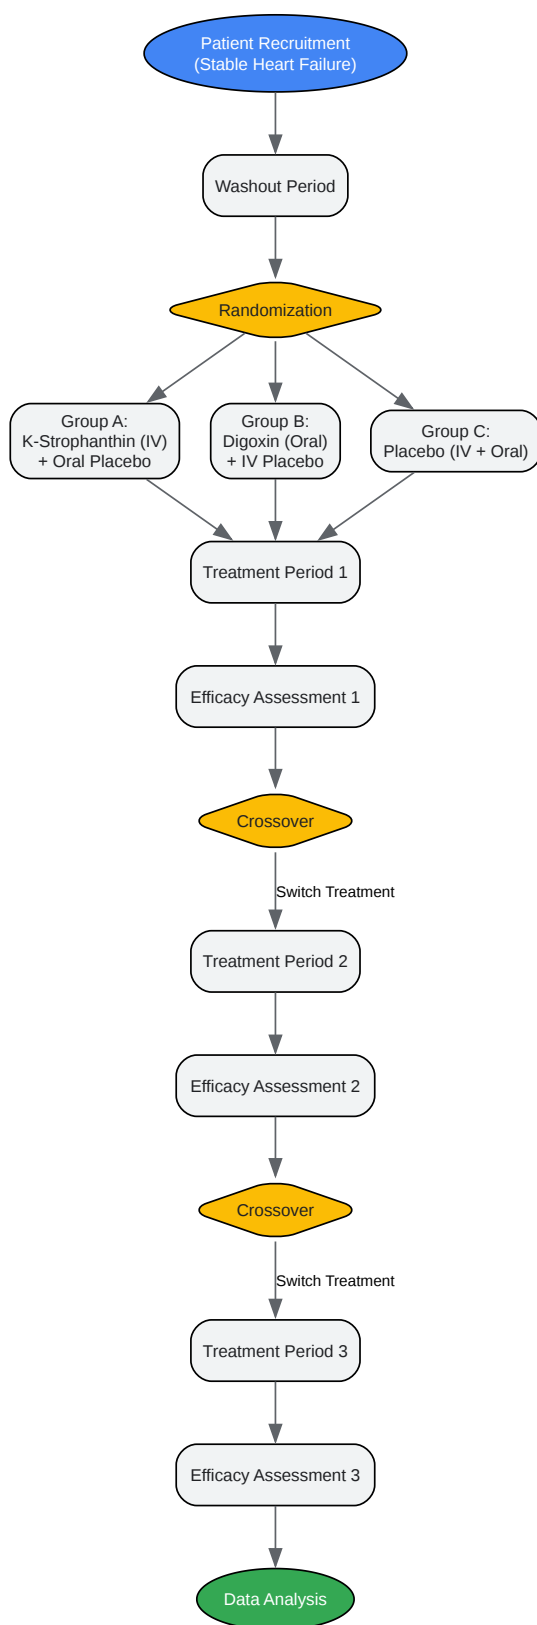 Patient Recruitment
(Stable Heart Failure)
Washout Period
Randomization
Group A:
K-Strophanthin (IV)
+ Oral Placebo
Group B:
Digoxin (Oral)
+ IV Placebo
Group C:
Placebo (IV + Oral)
Treatment Period 1
Efficacy Assessment 1
Crossover
Switch Treatment
Treatment Period 2
Efficacy Assessment 2
Crossover
Switch Treatment
Treatment Period 3
Efficacy Assessment 3
Data Analysis